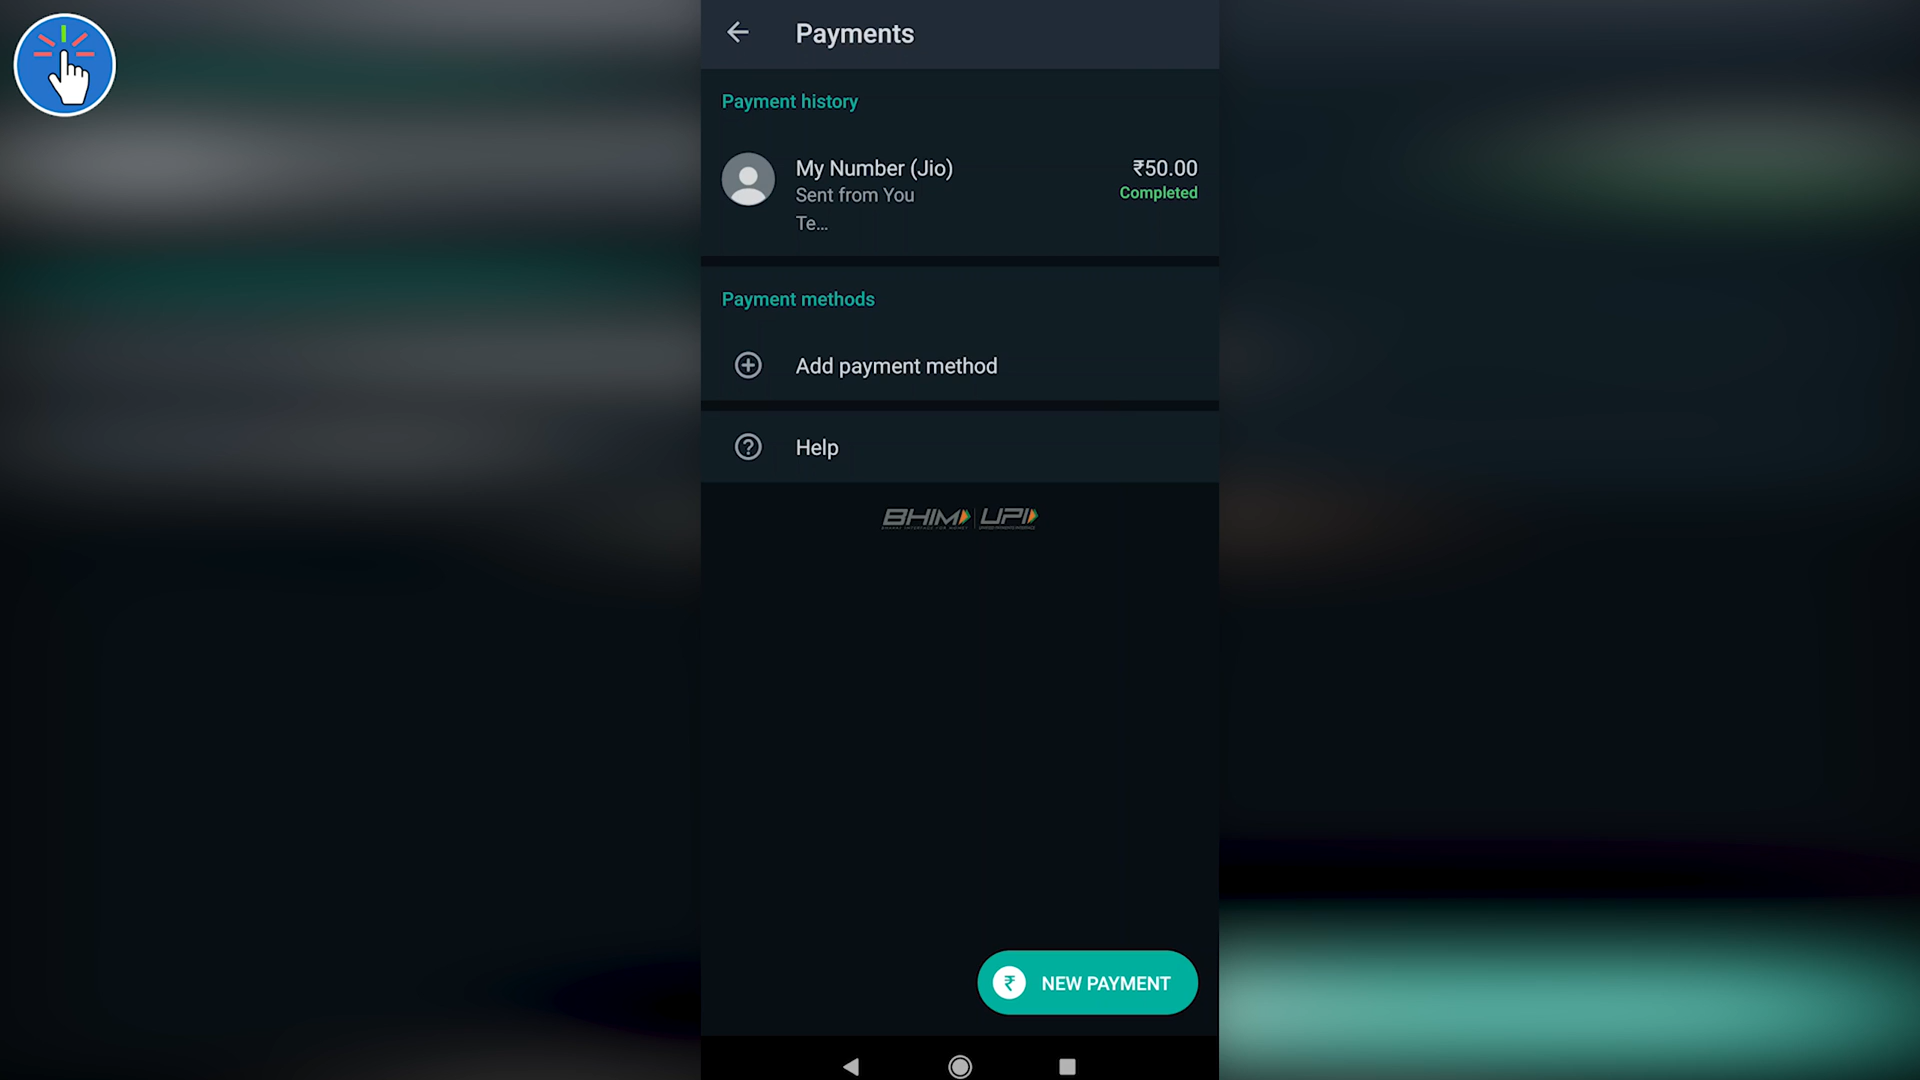 Payments
Payment history
My Number (Jio)
₹50.00
Sent from You
Completed
Te...
Payment methods
Add payment method
Help
BHIM UPI
₹ NEW PAYMENT